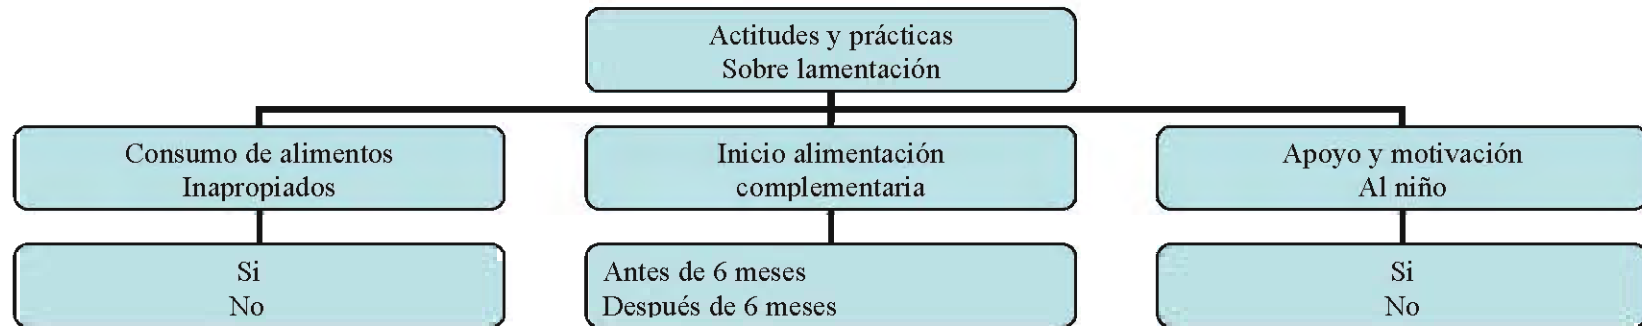 Actitudes y prácticas
Sobre lamentación
Consumo de alimentos
Inapropiados
Inicio alimentación
complementaria
Apoyo y motivación
Al niño
Si
No
Antes de 6 meses
Después de 6 meses
Si
No